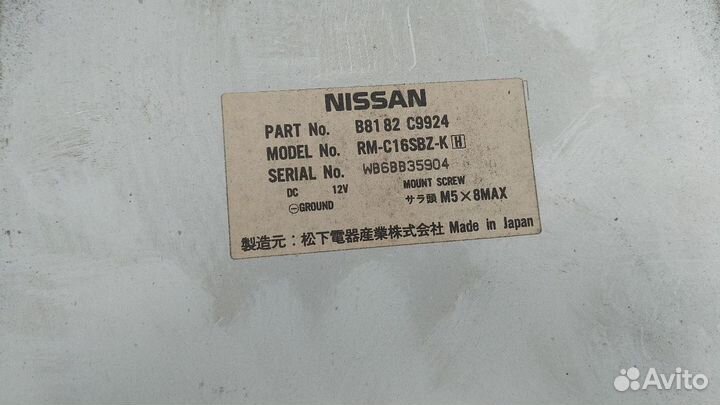 NISSAN
PART No. B8182 C9924
MODEL No. RM-C16SBZ-K H
SERIAL No. WB6BB35904
DC 12V MOUNT SCREW
⊖GROUND サラ頭 M5×8MAX
製造元：松下電器産業株式会社 Made in Japan
Avito